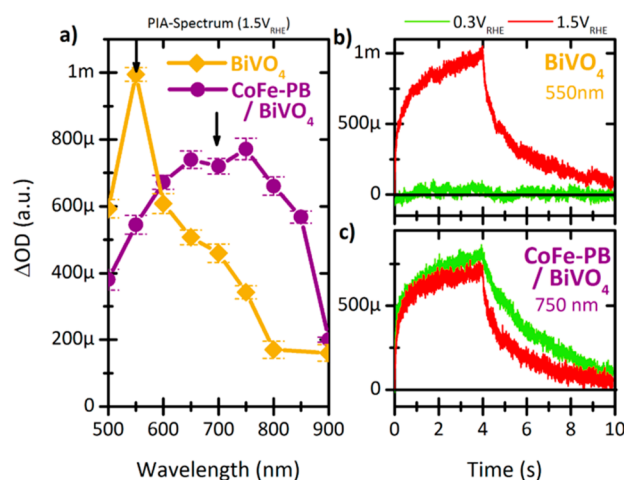 PIA-Spectrum (1.5V_RHE)
a)
BiVO₄
CoFe-PB
/ BiVO₄
1m
800µ
600µ
400µ
200µ
0
ΔOD (a.u.)
500 600 700 800 900
Wavelength (nm)
0.3V_RHE 1.5V_RHE
b)
BiVO₄
550nm
1m
500µ
0
c)
CoFe-PB
/ BiVO₄
750 nm
500µ
0
0 2 4 6 8 10
Time (s)